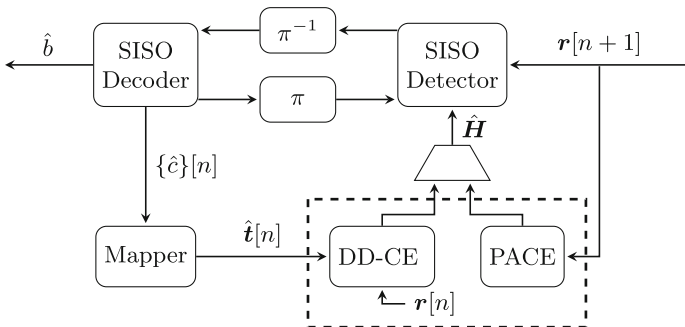 b̂
SISO
Decoder
π⁻¹
π
SISO
Detector
r[n + 1]
Ĥ
{ĉ}[n]
Mapper
t̂[n]
DD-CE
PACE
r[n]